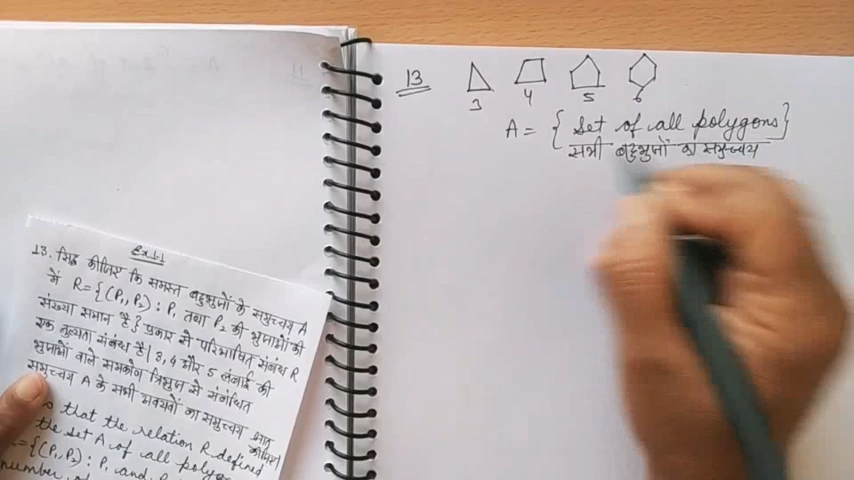 13
3 4 5 6
A = { Set of all polygons}
सभी बहुभुजों का समुच्चय
Ex 1.1
13. सिद्ध कीजिए कि समस्त बहुभुजों के समुच्चय A
में R={(P₁,P₂): P₁ तथा P₂ की भुजाओं की
संख्या समान है} प्रकार से परिभाषित संबंध R
एक तुल्यता संबंध है| 3,4 और 5 लंबाई की
भुजाओं वाले समकोण त्रिभुज से संबंधित
समुच्चय A के सभी अवयवों का समुच्चय ज्ञात
कीजिए|
that the relation R defined
the set A of all
={(P₁,P₂): P₁ and
number of